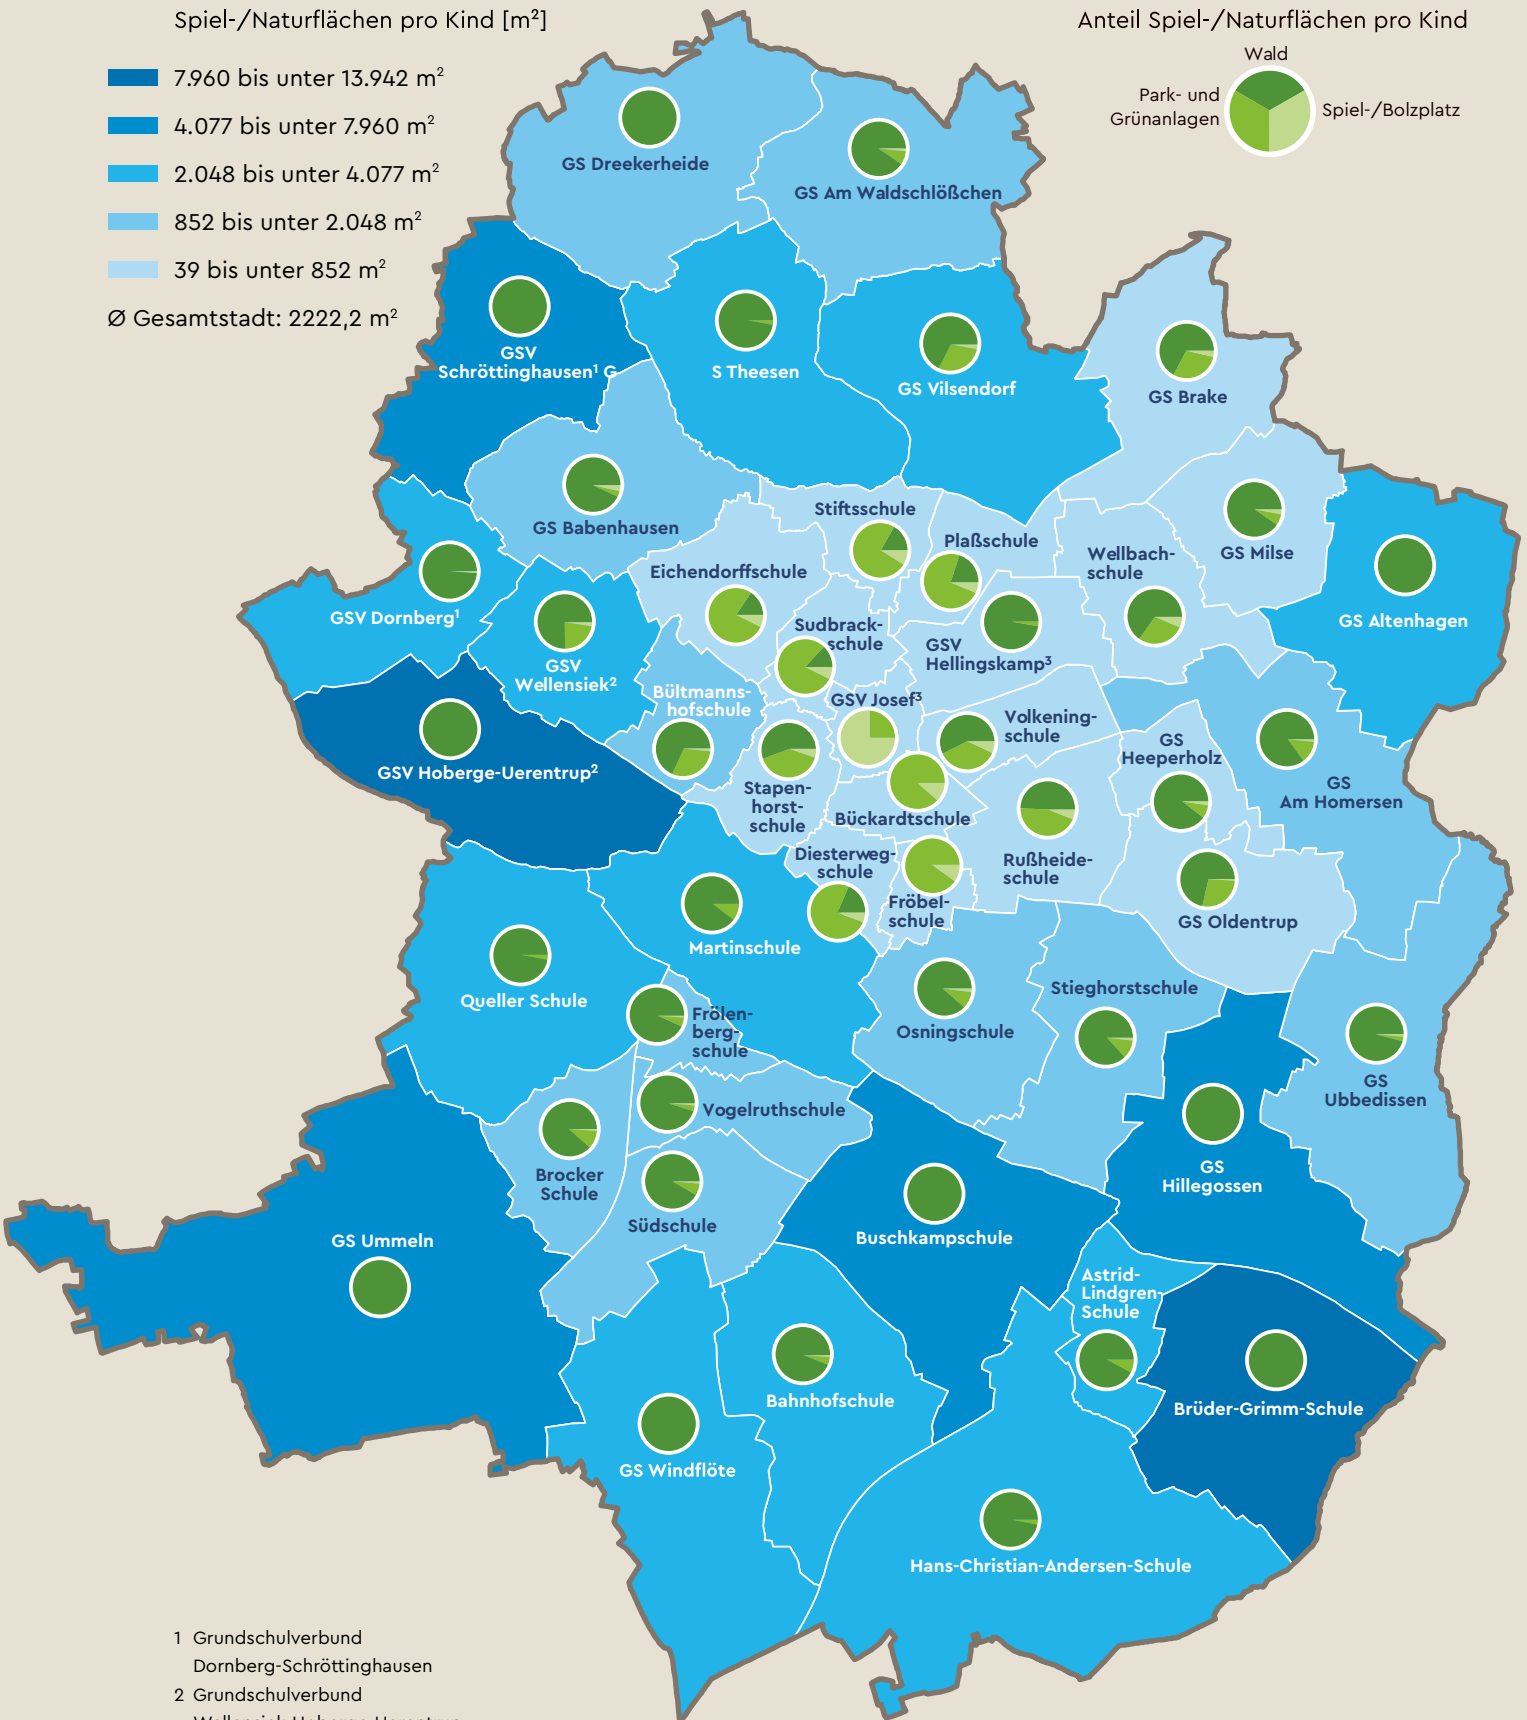 Spiel-/Naturflächen pro Kind [m²]
7.960 bis unter 13.942 m²
4.077 bis unter 7.960 m²
2.048 bis unter 4.077 m²
852 bis unter 2.048 m²
39 bis unter 852 m²
Ø Gesamtstadt: 2222,2 m²
Anteil Spiel-/Naturflächen pro Kind
Wald
Park- und
Grünanlagen
Spiel-/Bolzplatz
GS Dreekerheide
GS Am Waldschlößchen
GSV
Schröttinghausen¹ G
S Theesen
GS Vilsendorf
GS Brake
GS Babenhausen
Stiftsschule
Plaßschule
Wellbach-
schule
GS Milse
GS Altenhagen
Eichendorffschule
GSV Dornberg¹
Sudbrack-
schule
GSV
Hellingskamp³
GSV
Wellensiek²
Bültmanns-
hofschule
GSV Josef³
Volkening-
schule
GS
Heeperholz
GSV Hoberge-Uerentrup²
Stapen-
horst-
schule
Bückardtschule
GS
Am Homersen
Diesterweg-
schule
Rußheide-
schule
Fröbel-
schule
GS Oldentrup
Martinschule
Queller Schule
Frölen-
berg-
schule
Osningschule
Stieghorstschule
GS
Ubbedissen
Vogelruthschule
Brocker
Schule
Südschule
GS
Hillegossen
GS Ummeln
Buschkampschule
Astrid-
Lindgren-
Schule
Bahnhofschule
Brüder-Grimm-Schule
GS Windflöte
Hans-Christian-Andersen-Schule
1 Grundschulverbund
Dornberg-Schröttinghausen
2 Grundschulverbund